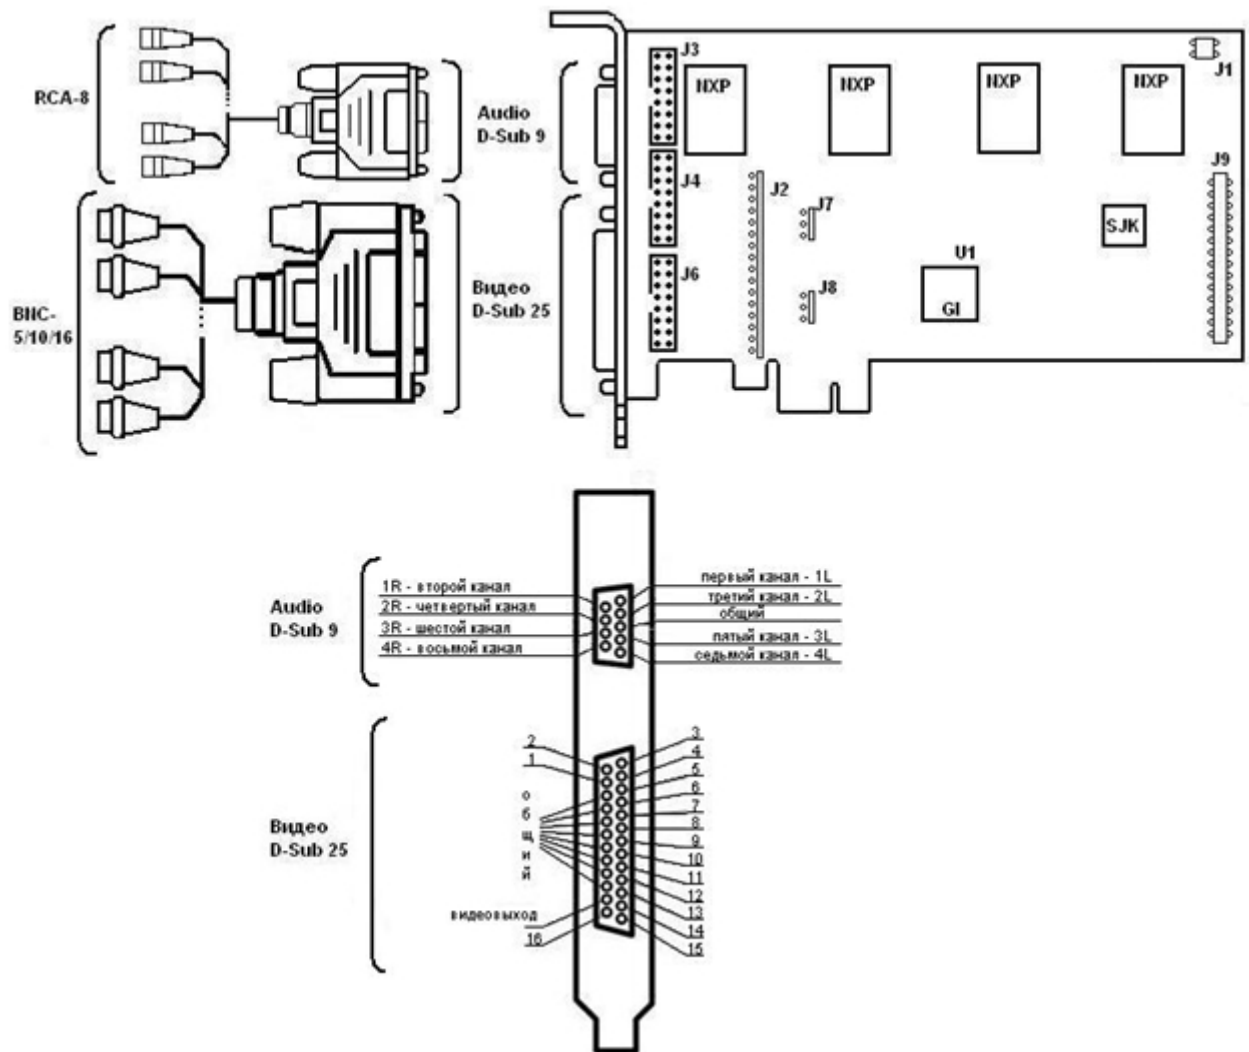 RCA-8
Audio
D-Sub 9
BNC-
5/10/16
Видео
D-Sub 25
J3
NXP
NXP
NXP
NXP
J1
J4
J2
J7
J9
SJK
J6
J8
U1
GI
Audio
D-Sub 9
1R - второй канал
2R - четвертый канал
3R - шестой канал
4R - восьмой канал
первый канал - 1L
третий канал - 2L
общий
пятый канал - 3L
седьмой канал - 4L
Видео
D-Sub 25
2
1
о
б
щ
и
й
видеовыход
16
3
4
5
6
7
8
9
10
11
12
13
14
15